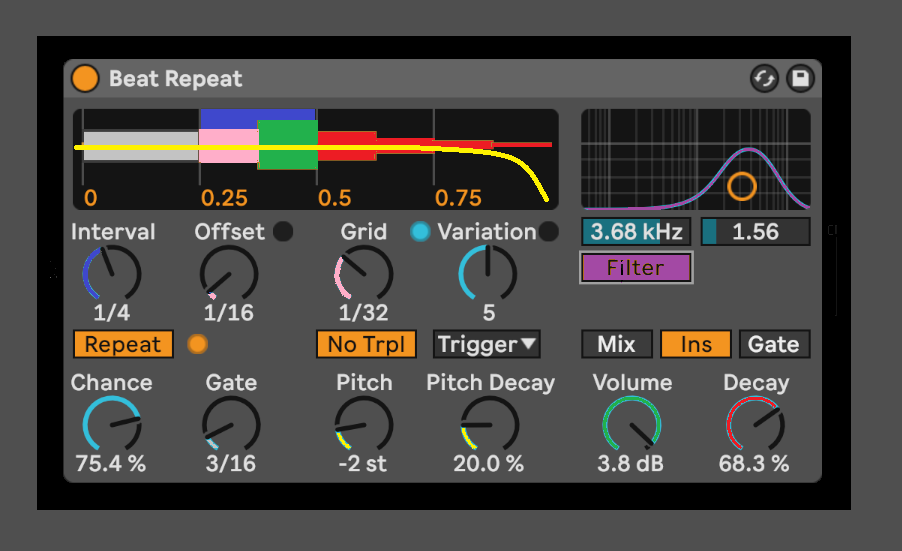 Beat Repeat
0 0.25 0.5 0.75
Interval Offset Grid Variation 3.68 kHz 1.56
Filter
1/4 1/16 1/32 5
Repeat No Trpl Trigger Mix Ins Gate
Chance Gate Pitch Pitch Decay Volume Decay
75.4 % 3/16 -2 st 20.0 % 3.8 dB 68.3 %